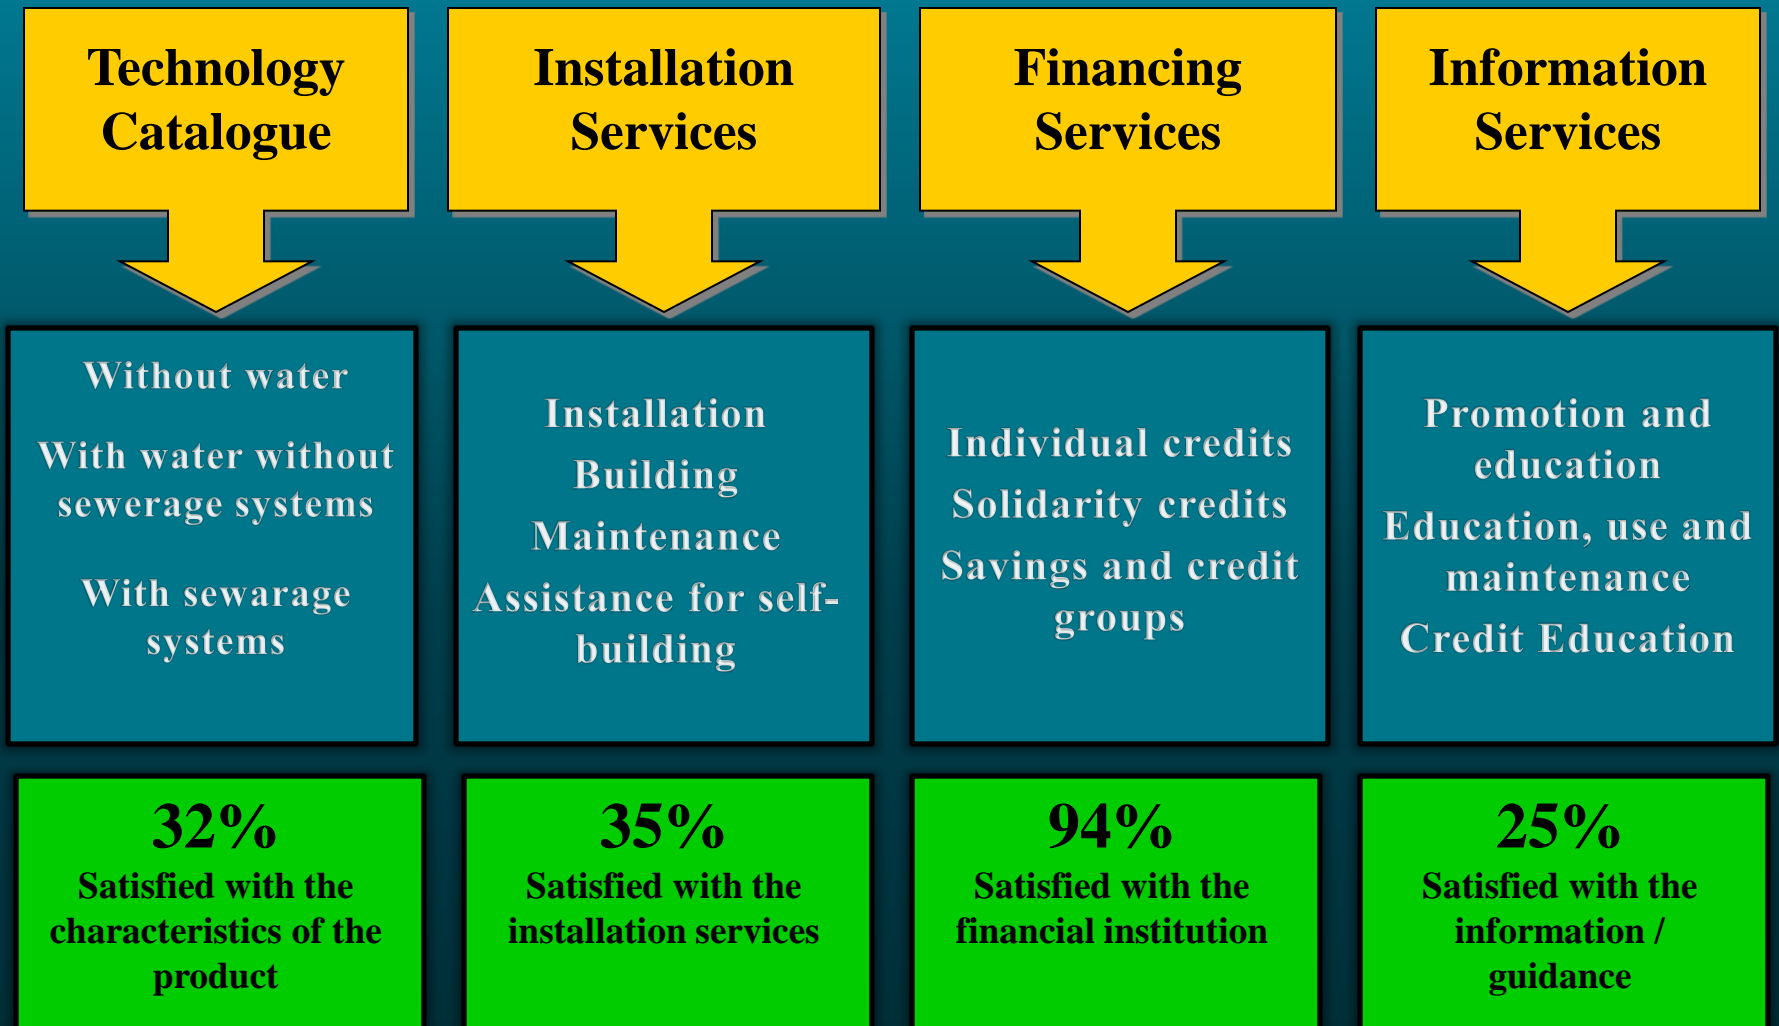 Technology
Catalogue
Installation
Services
Financing
Services
Information
Services
Without water
With water without
sewerage systems
With sewarage
systems
Installation
Building
Maintenance
Assistance for self-
building
Individual credits
Solidarity credits
Savings and credit
groups
Promotion and
education
Education, use and
maintenance
Credit Education
32%
Satisfied with the
characteristics of the
product
35%
Satisfied with the
installation services
94%
Satisfied with the
financial institution
25%
Satisfied with the
information /
guidance